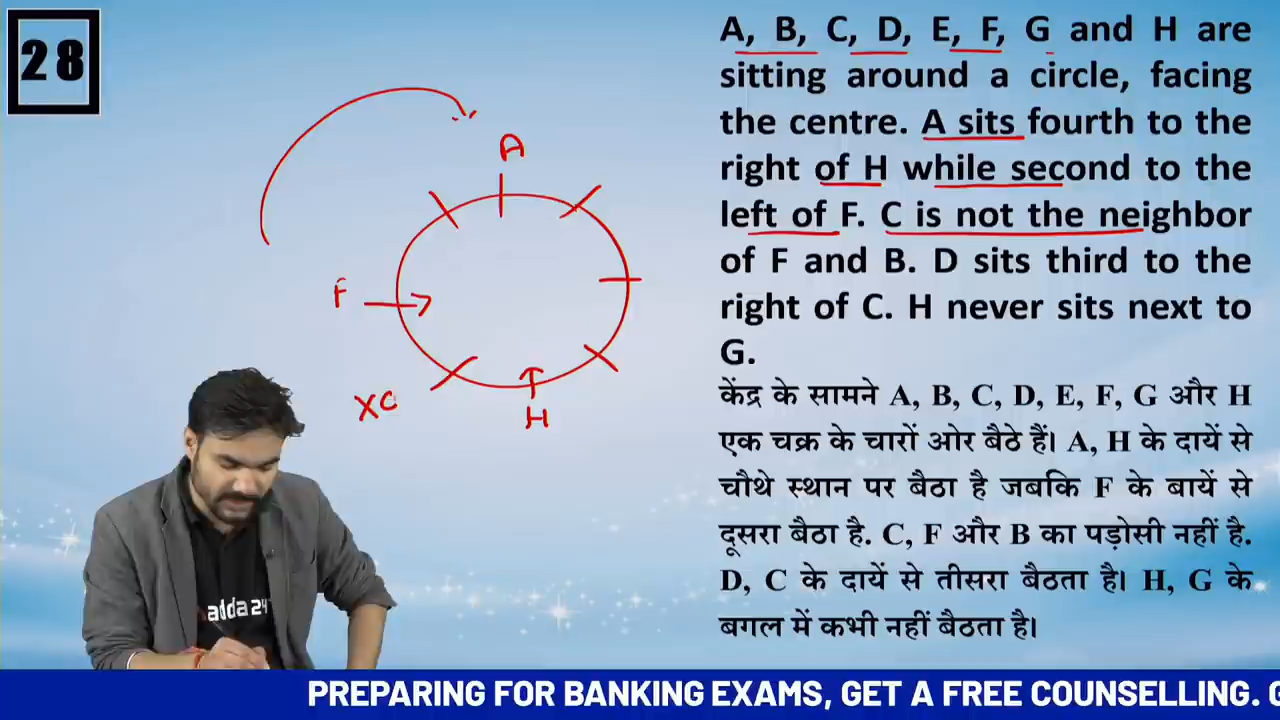 28
A, B, C, D, E, F, G and H are
sitting around a circle, facing
the centre. A sits fourth to the
right of H while second to the
left of F. C is not the neighbor
of F and B. D sits third to the
right of C. H never sits next to
G.
केंद्र के सामने A, B, C, D, E, F, G और H
एक चक्र के चारों ओर बैठे हैं। A, H के दायें से
चौथे स्थान पर बैठा है जबकि F के बायें से
दूसरा बैठा है. C, F और B का पड़ोसी नहीं है.
D, C के दायें से तीसरा बैठता है। H, G के
बगल में कभी नहीं बैठता है।
A
F
XC
H
adda 24
PREPARING FOR BANKING EXAMS, GET A FREE COUNSELLING.